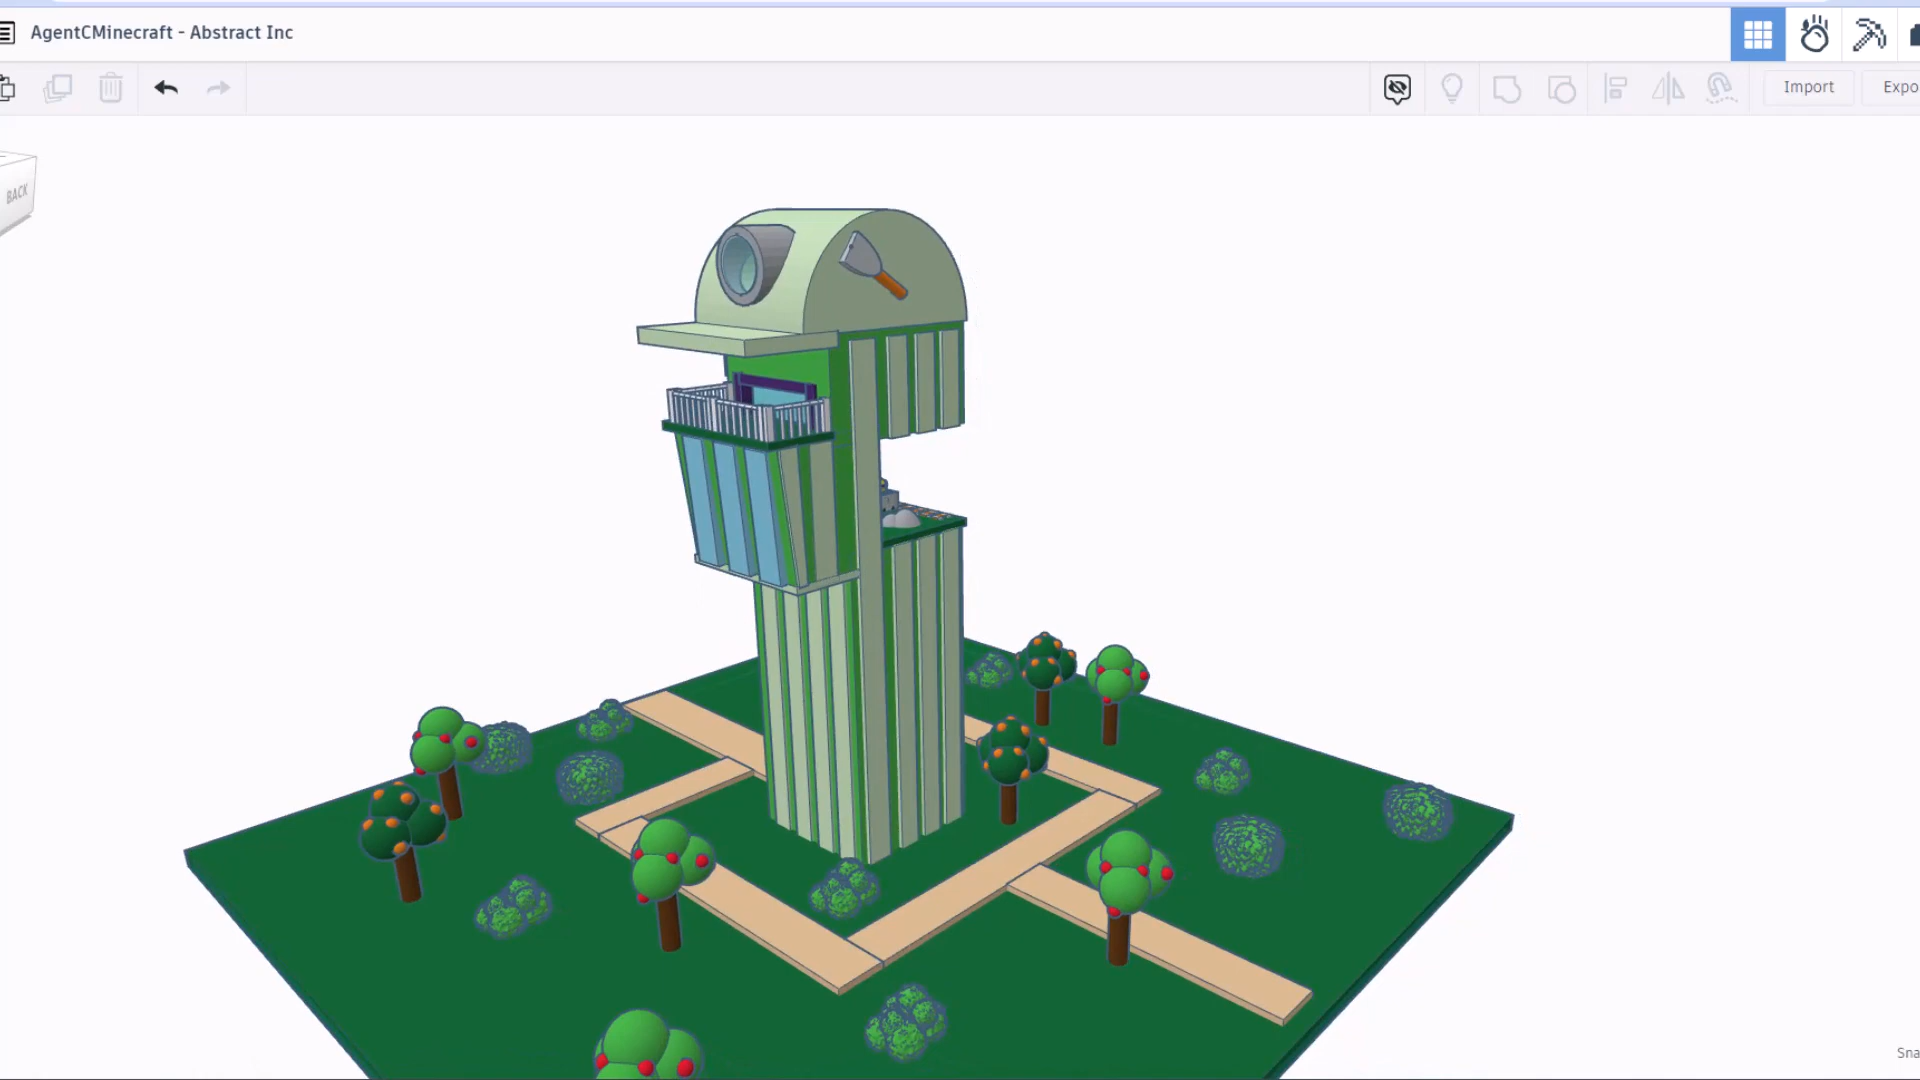 AgentCMinecraft - Abstract Inc
Import
Expo
BACK
Sna